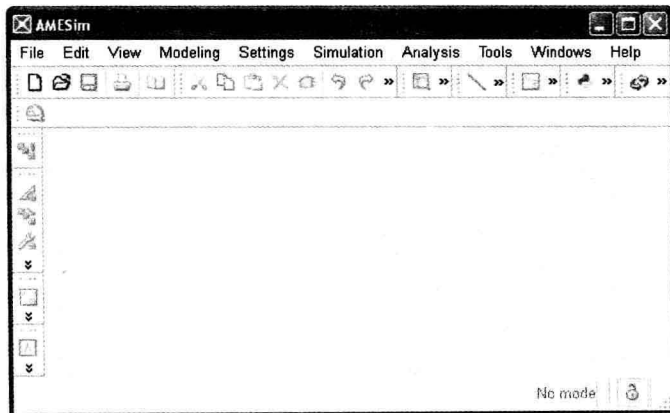 AMESim
File Edit View Modeling Settings Simulation Analysis Tools Windows Help
No mode